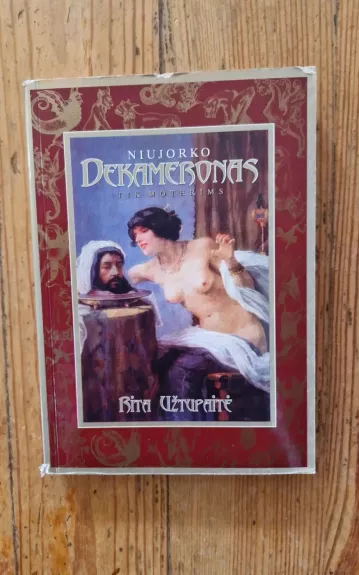 NIUJORKO
DEKAMERONAS
TIK MOTERIMS
Rita Užtupaitė